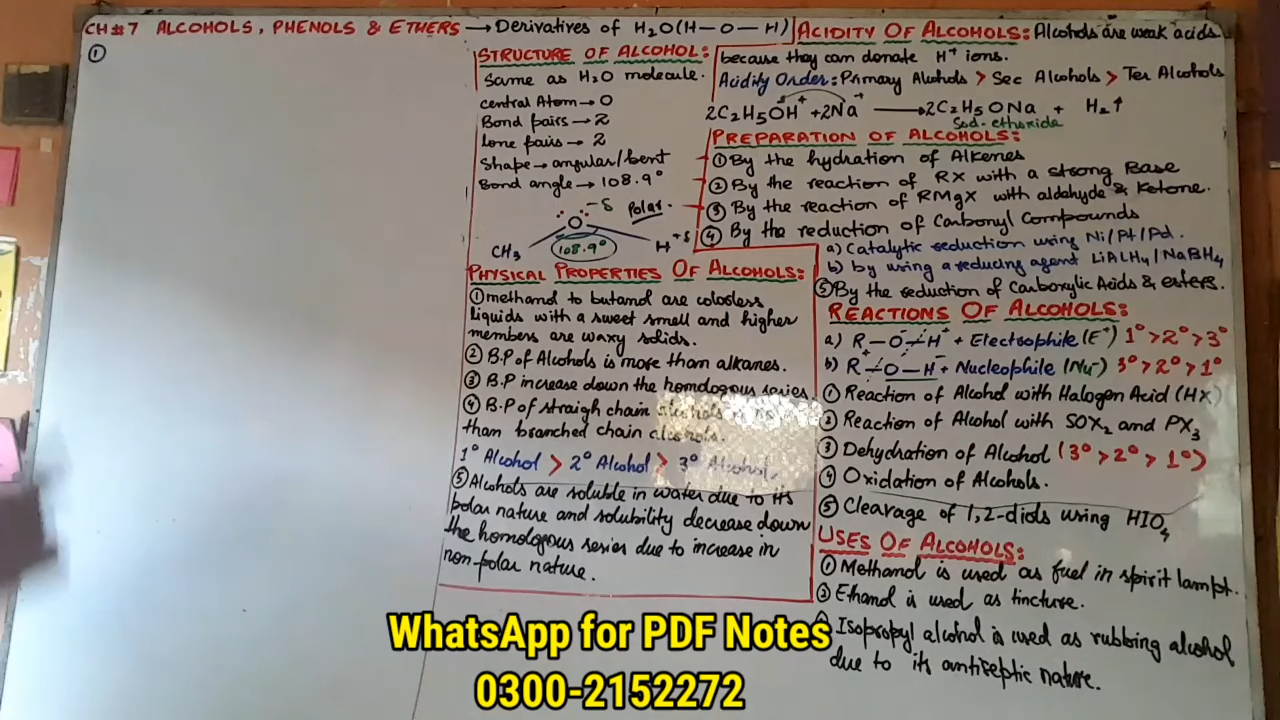 CH#7 ALCOHOLS, PHENOLS & ETHERS → Derivatives of H₂O(H—O—H)
①
STRUCTURE OF ALCOHOL:
Same as H₂O molecule.
central Atom → O
Bond pairs → 2
lone pairs → 2
Shape → angular/bent
Bond angle → 108.9°
-δ Polar.
O
CH₃ 108.9° H +δ
PHYSICAL PROPERTIES OF ALCOHOLS:
① methanol to butanol are colorless
liquids with a sweet smell and higher
members are waxy solids.
② B.P of Alcohols is more than alkanes.
③ B.P increase down the homologous series
④ B.P of straigh chain alcohols is
than branched chain alcohols.
1° Alcohol > 2° Alcohol > 3° Alcohol.
⑤ Alcohols are soluble in water due to its
polar nature and solubility decrease down
the homologous series due to increase in
non-polar nature.
ACIDITY OF ALCOHOLS: Alcohols are weak acids
because they can donate H⁺ ions.
Acidity Order: Primary Alcohols > Sec Alcohols > Ter Alcohols
2C₂H₅OH⁺ + 2Na → 2C₂H₅ONa + H₂↑
Sod-ethoxide
PREPARATION OF ALCOHOLS:
① By the hydration of Alkenes
② By the reaction of RX with a strong Base
③ By the reaction of RMgX with aldehyde & Ketone.
④ By the reduction of Carbonyl Compounds
a) Catalytic reduction using Ni/Pt/Pd.
b) by using a reducing agent LiALH₄/NaBH₄
⑤ By the reduction of Carboxylic Acids & esters.
REACTIONS OF ALCOHOLS:
a) R—O⁻—H⁺ + Electrophile (E⁺) 1° > 2° > 3°
b) R⁺—O—H⁻ + Nucleophile (Nu⁻) 3° > 2° > 1°
① Reaction of Alcohol with Halogen Acid (HX)
② Reaction of Alcohol with SOX₂ and PX₃
③ Dehydration of Alcohol (3° > 2° > 1°)
④ Oxidation of Alcohols.
⑤ Clearage of 1,2-diols using HIO₄
USES OF ALCOHOLS:
① Methanol is used as fuel in spirit lampt.
② Ethanol is used as tincture.
Isopropyl alcohol is used as rubbing alcohol
due to its antiseptic nature.
WhatsApp for PDF Notes
0300-2152272